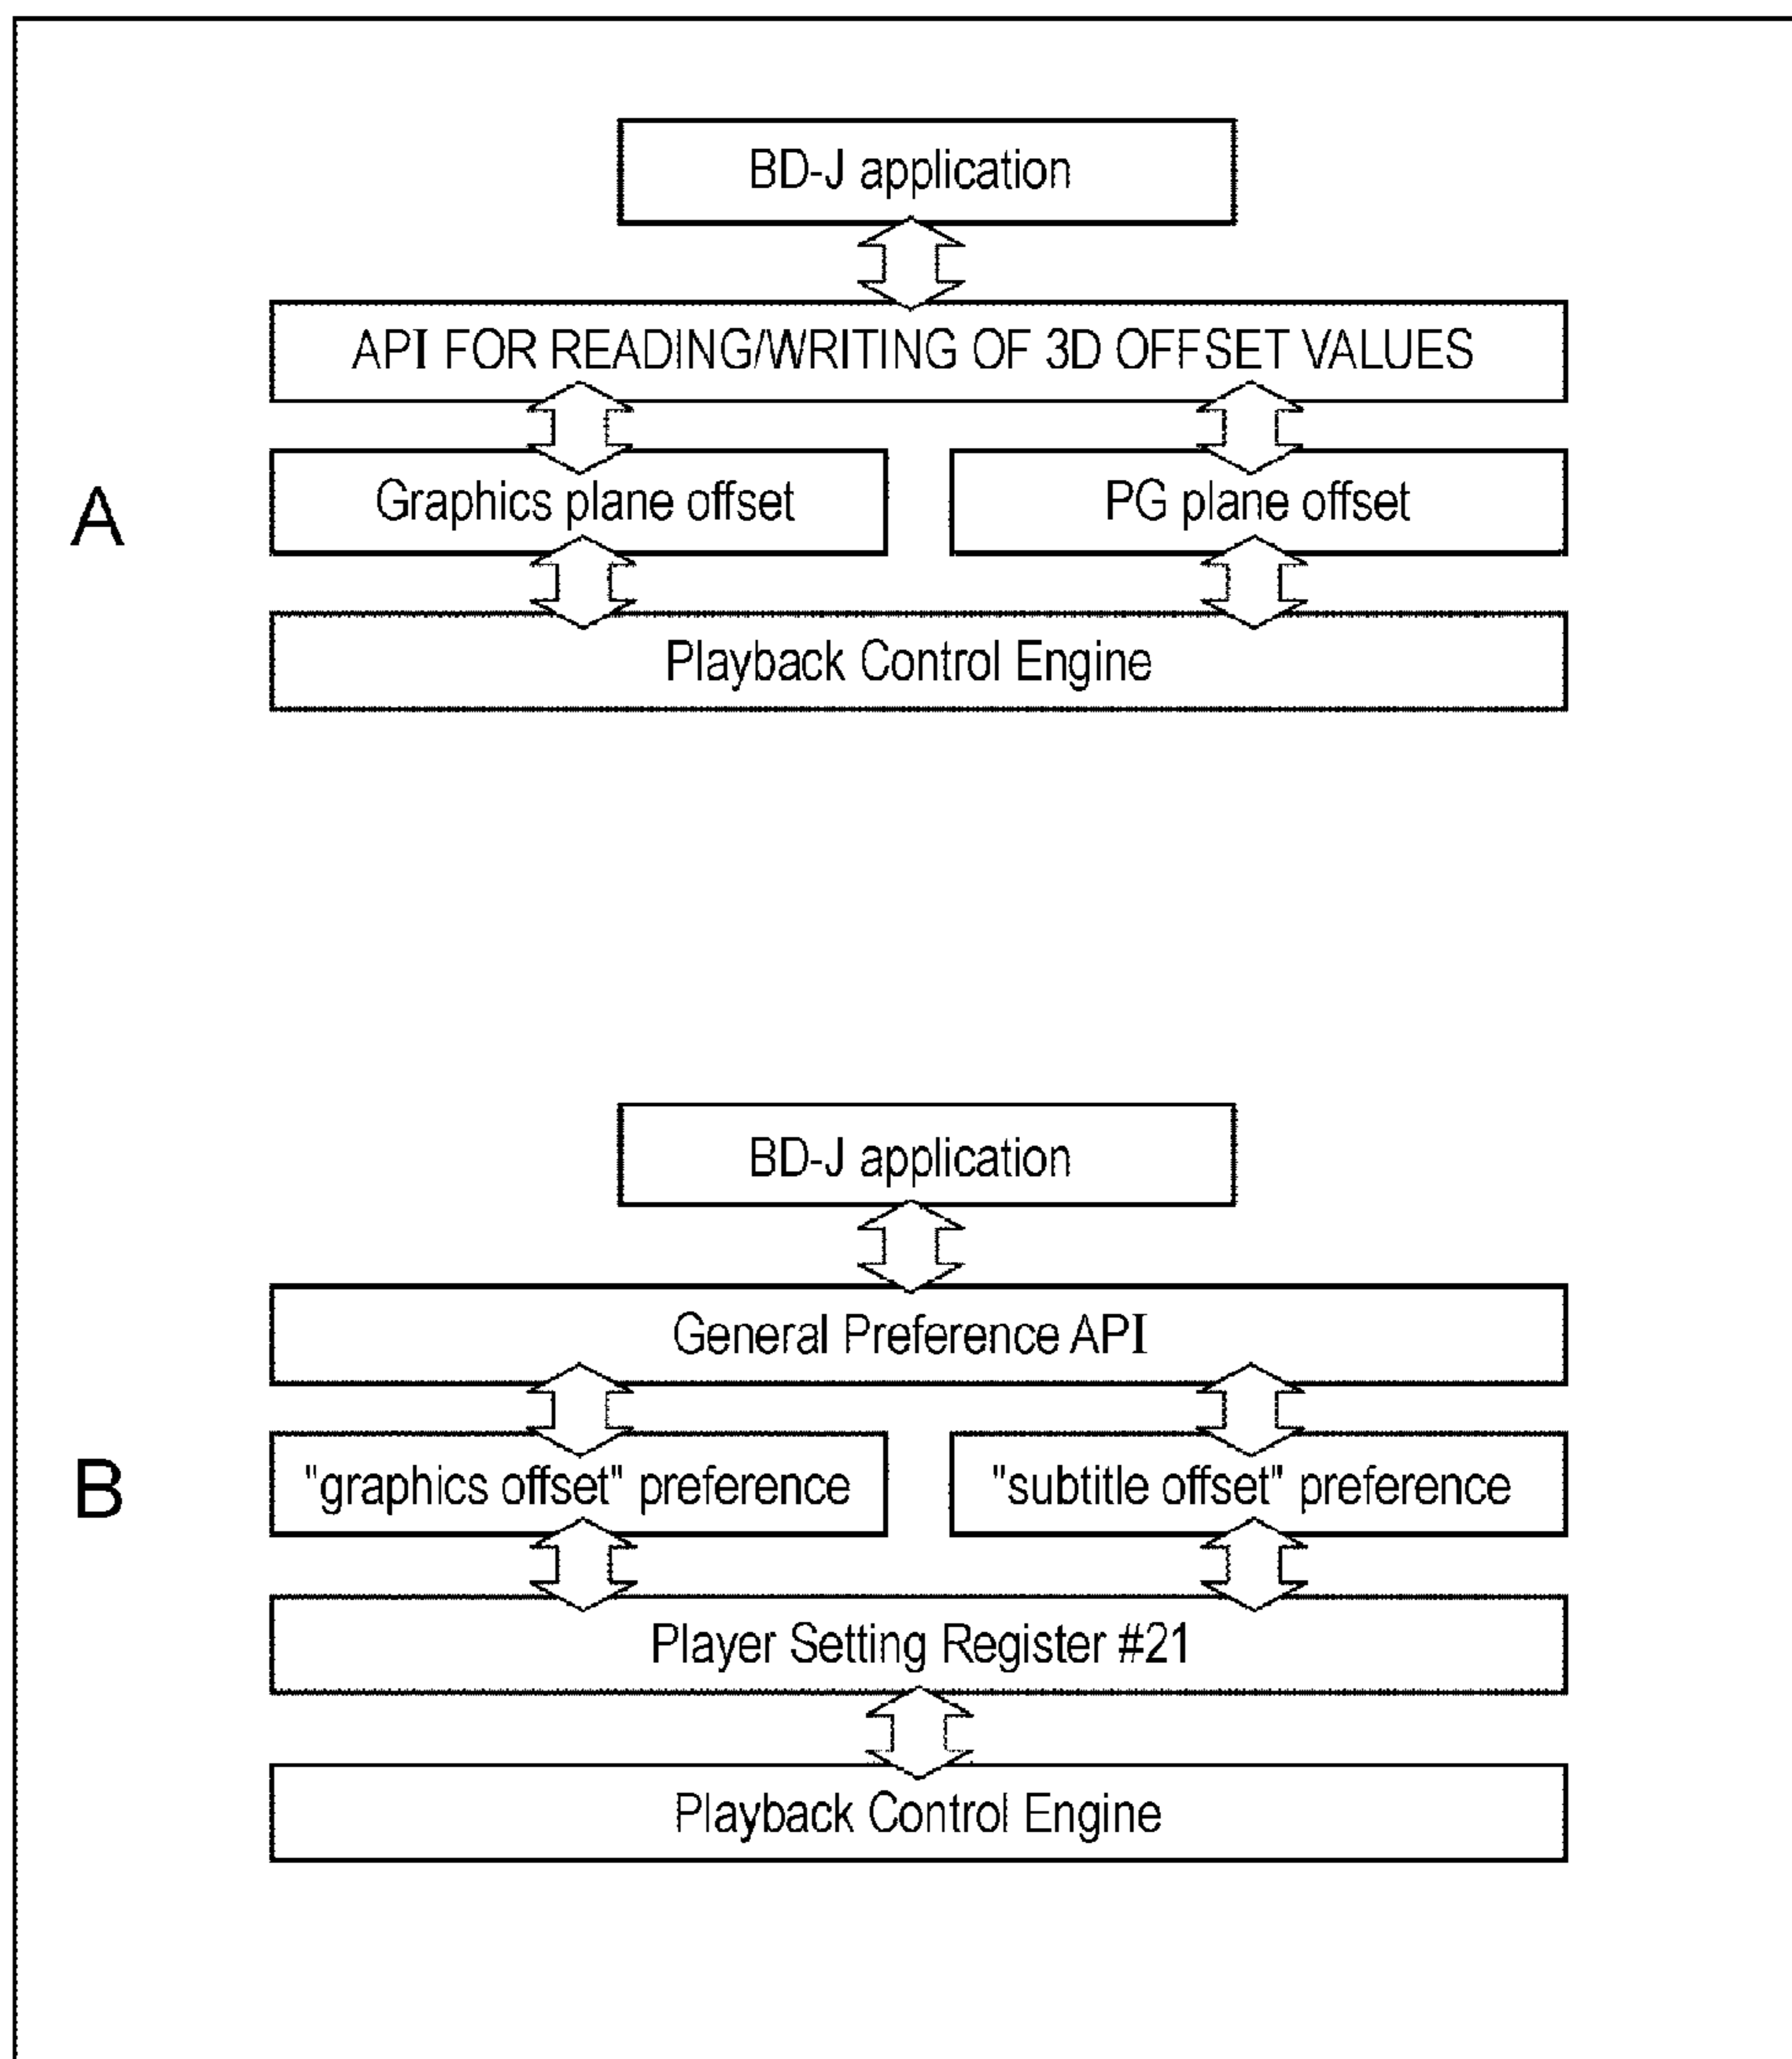 BD-J application
API FOR READING/WRITING OF 3D OFFSET VALUES
A
Graphics plane offset
PG plane offset
Playback Control Engine
BD-J application
General Preference API
B
"graphics offset" preference
"subtitle offset" preference
Player Setting Register #21
Playback Control Engine